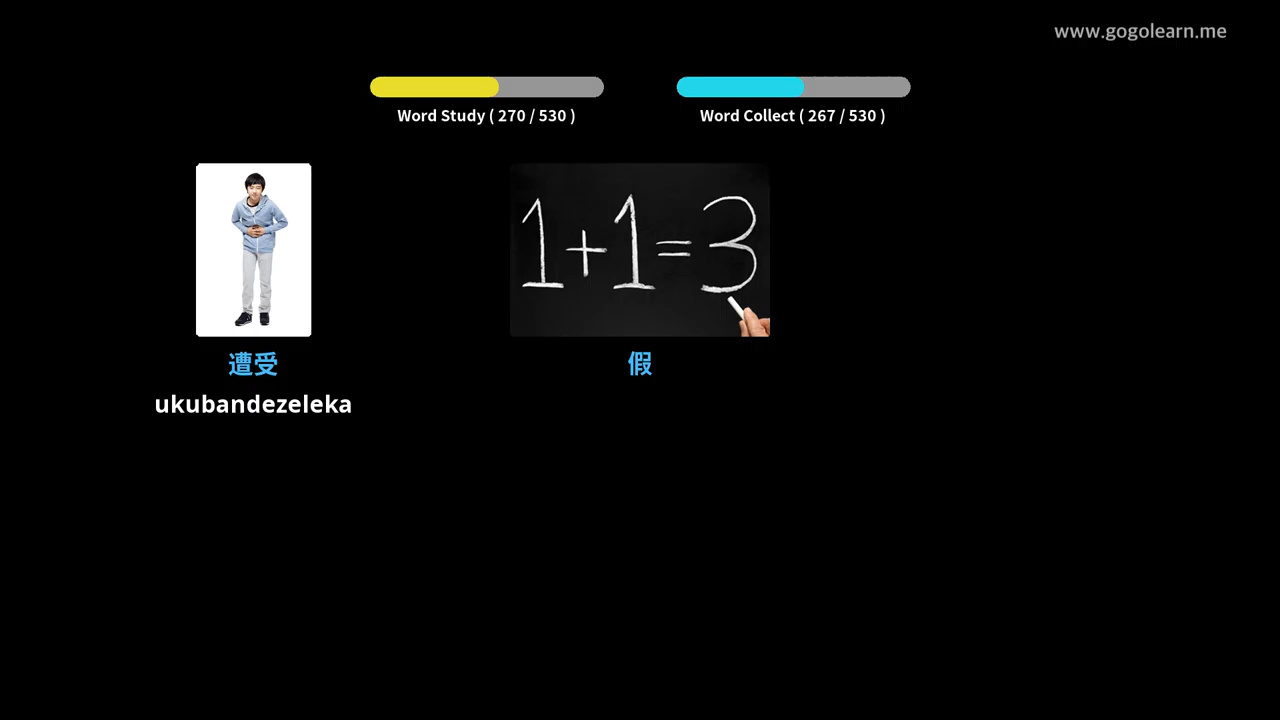 www.gogolearn.me
Word Study ( 270 / 530 )
Word Collect ( 267 / 530 )
1+1=3
遭受
假
ukubandezeleka